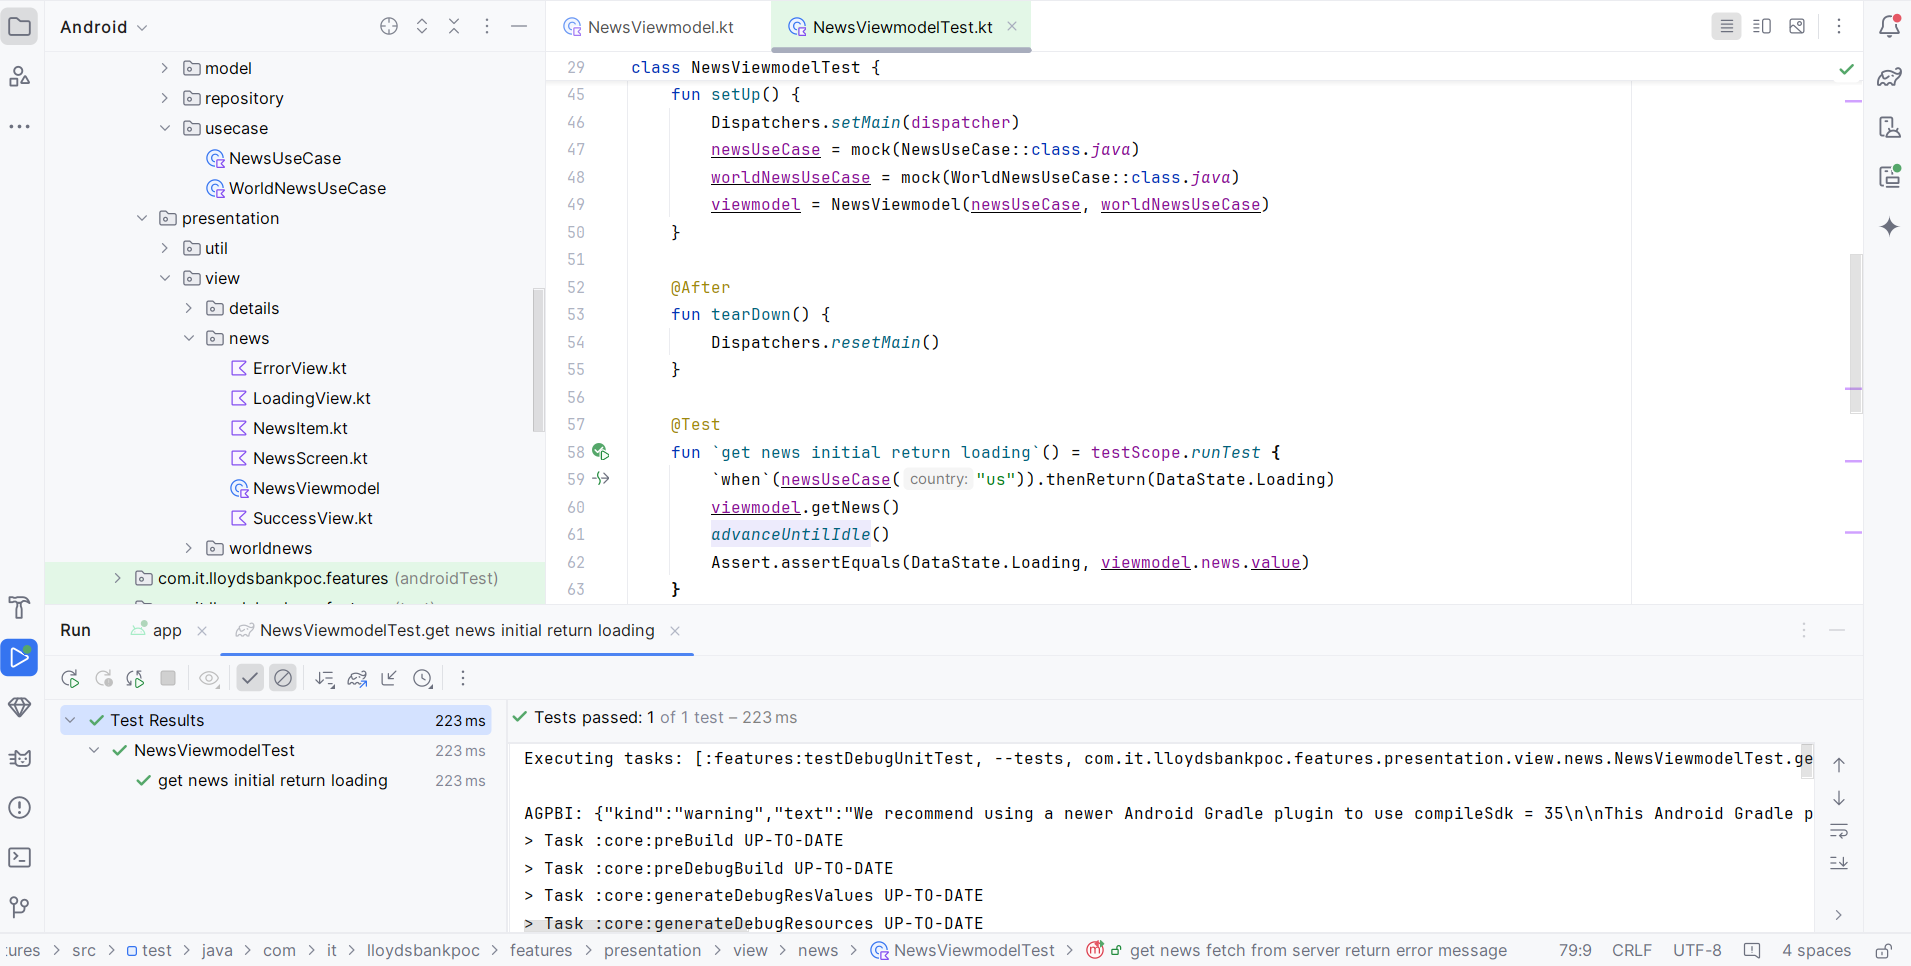 Android
NewsViewmodel.kt
NewsViewmodelTest.kt
model
repository
usecase
NewsUseCase
WorldNewsUseCase
presentation
util
view
details
news
ErrorView.kt
LoadingView.kt
NewsItem.kt
NewsScreen.kt
NewsViewmodel
SuccessView.kt
worldnews
com.it.lloydsbankpoc.features (androidTest)
29 class NewsViewmodelTest {
45 fun setUp() {
46 Dispatchers.setMain(dispatcher)
47 newsUseCase = mock(NewsUseCase::class.java)
48 worldNewsUseCase = mock(WorldNewsUseCase::class.java)
49 viewmodel = NewsViewmodel(newsUseCase, worldNewsUseCase)
50 }
51
52 @After
53 fun tearDown() {
54 Dispatchers.resetMain()
55 }
56
57 @Test
58 fun `get news initial return loading`() = testScope.runTest {
59 `when`(newsUseCase( country: "us")).thenReturn(DataState.Loading)
60 viewmodel.getNews()
61 advanceUntilIdle()
62 Assert.assertEquals(DataState.Loading, viewmodel.news.value)
63 }
Run
app
NewsViewmodelTest.get news initial return loading
Test Results 223 ms
NewsViewmodelTest 223 ms
get news initial return loading 223 ms
Tests passed: 1 of 1 test – 223 ms
Executing tasks: [:features:testDebugUnitTest, --tests, com.it.lloydsbankpoc.features.presentation.view.news.NewsViewmodelTest.ge
AGPBI: {"kind":"warning","text":"We recommend using a newer Android Gradle plugin to use compileSdk = 35\n\nThis Android Gradle p
> Task :core:preBuild UP-TO-DATE
> Task :core:preDebugBuild UP-TO-DATE
> Task :core:generateDebugResValues UP-TO-DATE
> Task :core:generateDebugResources UP-TO-DATE
tures > src > test > java > com > it > lloydsbankpoc > features > presentation > view > news > NewsViewmodelTest > get news fetch from server return error message 79:9 CRLF UTF-8 4 spaces